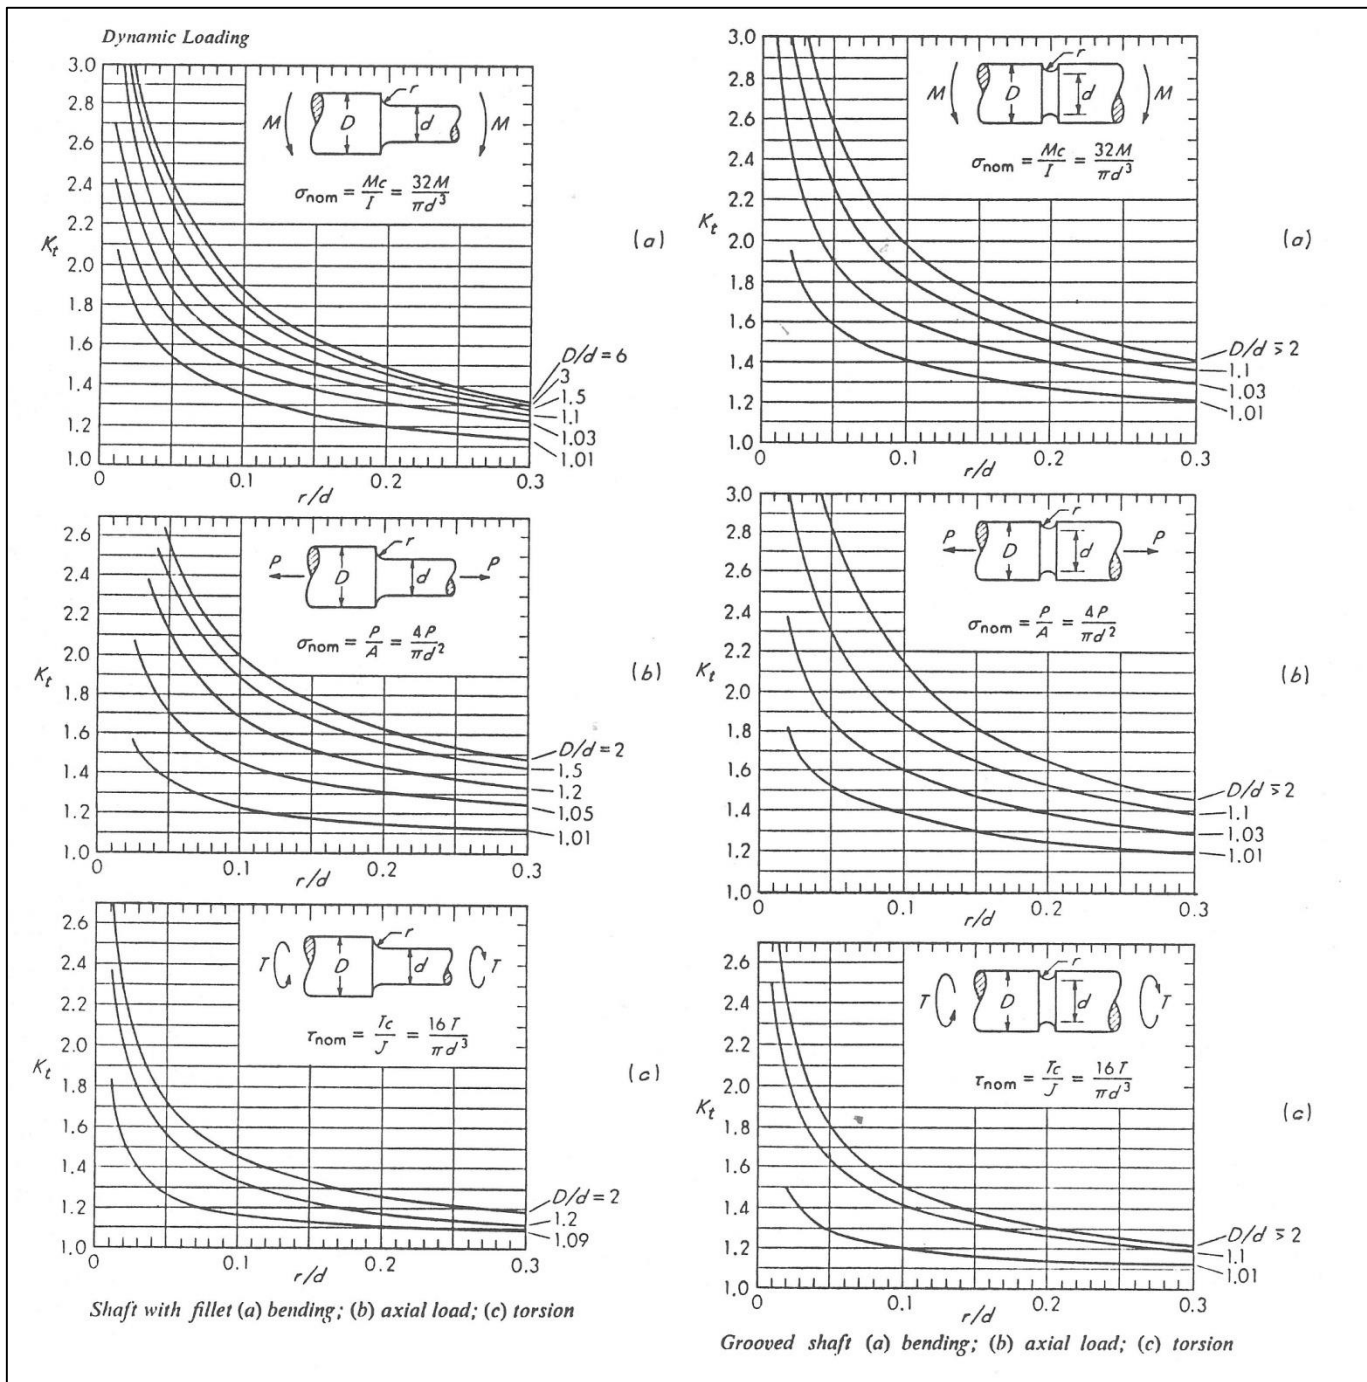 Dynamic Loading
3.0
2.8
2.6
2.4
2.2
2.0
1.8
1.6
1.4
1.2
1.0
K_t
M
D
r
d
M
σ_nom = Mc/I = 32M/πd³
(a)
D/d = 6
3
1.5
1.1
1.03
1.01
0
0.1
0.2
0.3
r/d
2.6
2.4
2.2
2.0
1.8
1.6
1.4
1.2
1.0
K_t
P
D
r
d
P
σ_nom = P/A = 4P/πd²
(b)
D/d = 2
1.5
1.2
1.05
1.01
0
0.1
0.2
0.3
r/d
2.6
2.4
2.2
2.0
1.8
1.6
1.4
1.2
1.0
K_t
T
D
r
d
T
τ_nom = Tc/J = 16T/πd³
(c)
D/d = 2
1.2
1.09
0
0.1
0.2
0.3
r/d
Shaft with fillet (a) bending; (b) axial load; (c) torsion
3.0
2.8
2.6
2.4
2.2
2.0
1.8
1.6
1.4
1.2
1.0
K_t
M
D
r
d
M
σ_nom = Mc/I = 32M/πd³
(a)
D/d ⋝ 2
1.1
1.03
1.01
0
0.1
0.2
0.3
r/d
3.0
2.8
2.6
2.4
2.2
2.0
1.8
1.6
1.4
1.2
1.0
K_t
P
D
r
d
P
σ_nom = P/A = 4P/πd²
(b)
D/d ⋝ 2
1.1
1.03
1.01
0
0.1
0.2
0.3
r/d
2.6
2.4
2.2
2.0
1.8
1.6
1.4
1.2
1.0
K_t
T
D
r
d
T
τ_nom = Tc/J = 16T/πd³
(c)
D/d ⋝ 2
1.1
1.01
0
0.1
0.2
0.3
r/d
Grooved shaft (a) bending; (b) axial load; (c) torsion